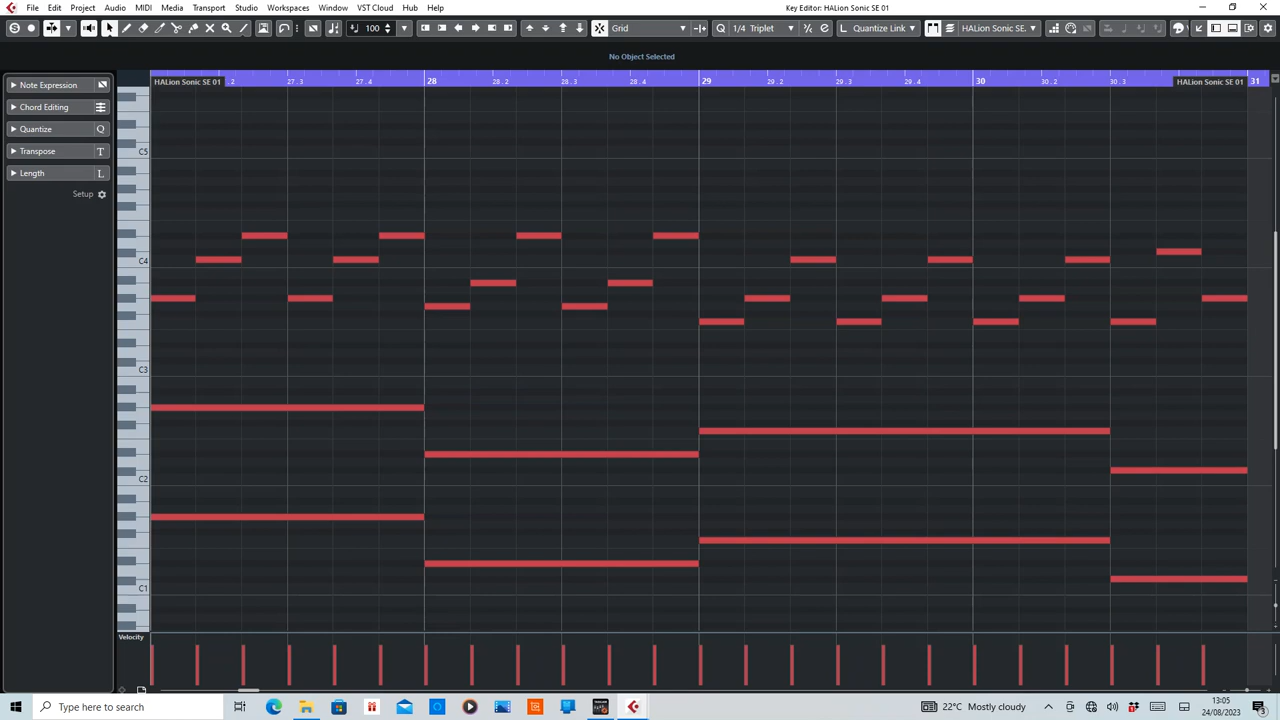 File Edit Project Audio MIDI Media Transport Studio Workspaces Window VST Cloud Hub Help Key Editor: HALion Sonic SE 01
100 Grid Q 1/4 Triplet L Quantize Link HALion Sonic SE...
No Object Selected
HALion Sonic SE 01 .2 27.3 27.4 28 28.2 28.3 28.4 29 29.2 29.3 29.4 30 30.2 30.3 HALion Sonic SE 01 31
Note Expression
Chord Editing
Quantize Q
Transpose T
Length L
Setup
C5
C4
C3
C2
C1
Velocity
Type here to search
22°C Mostly cloudy
13:05
24/08/2023